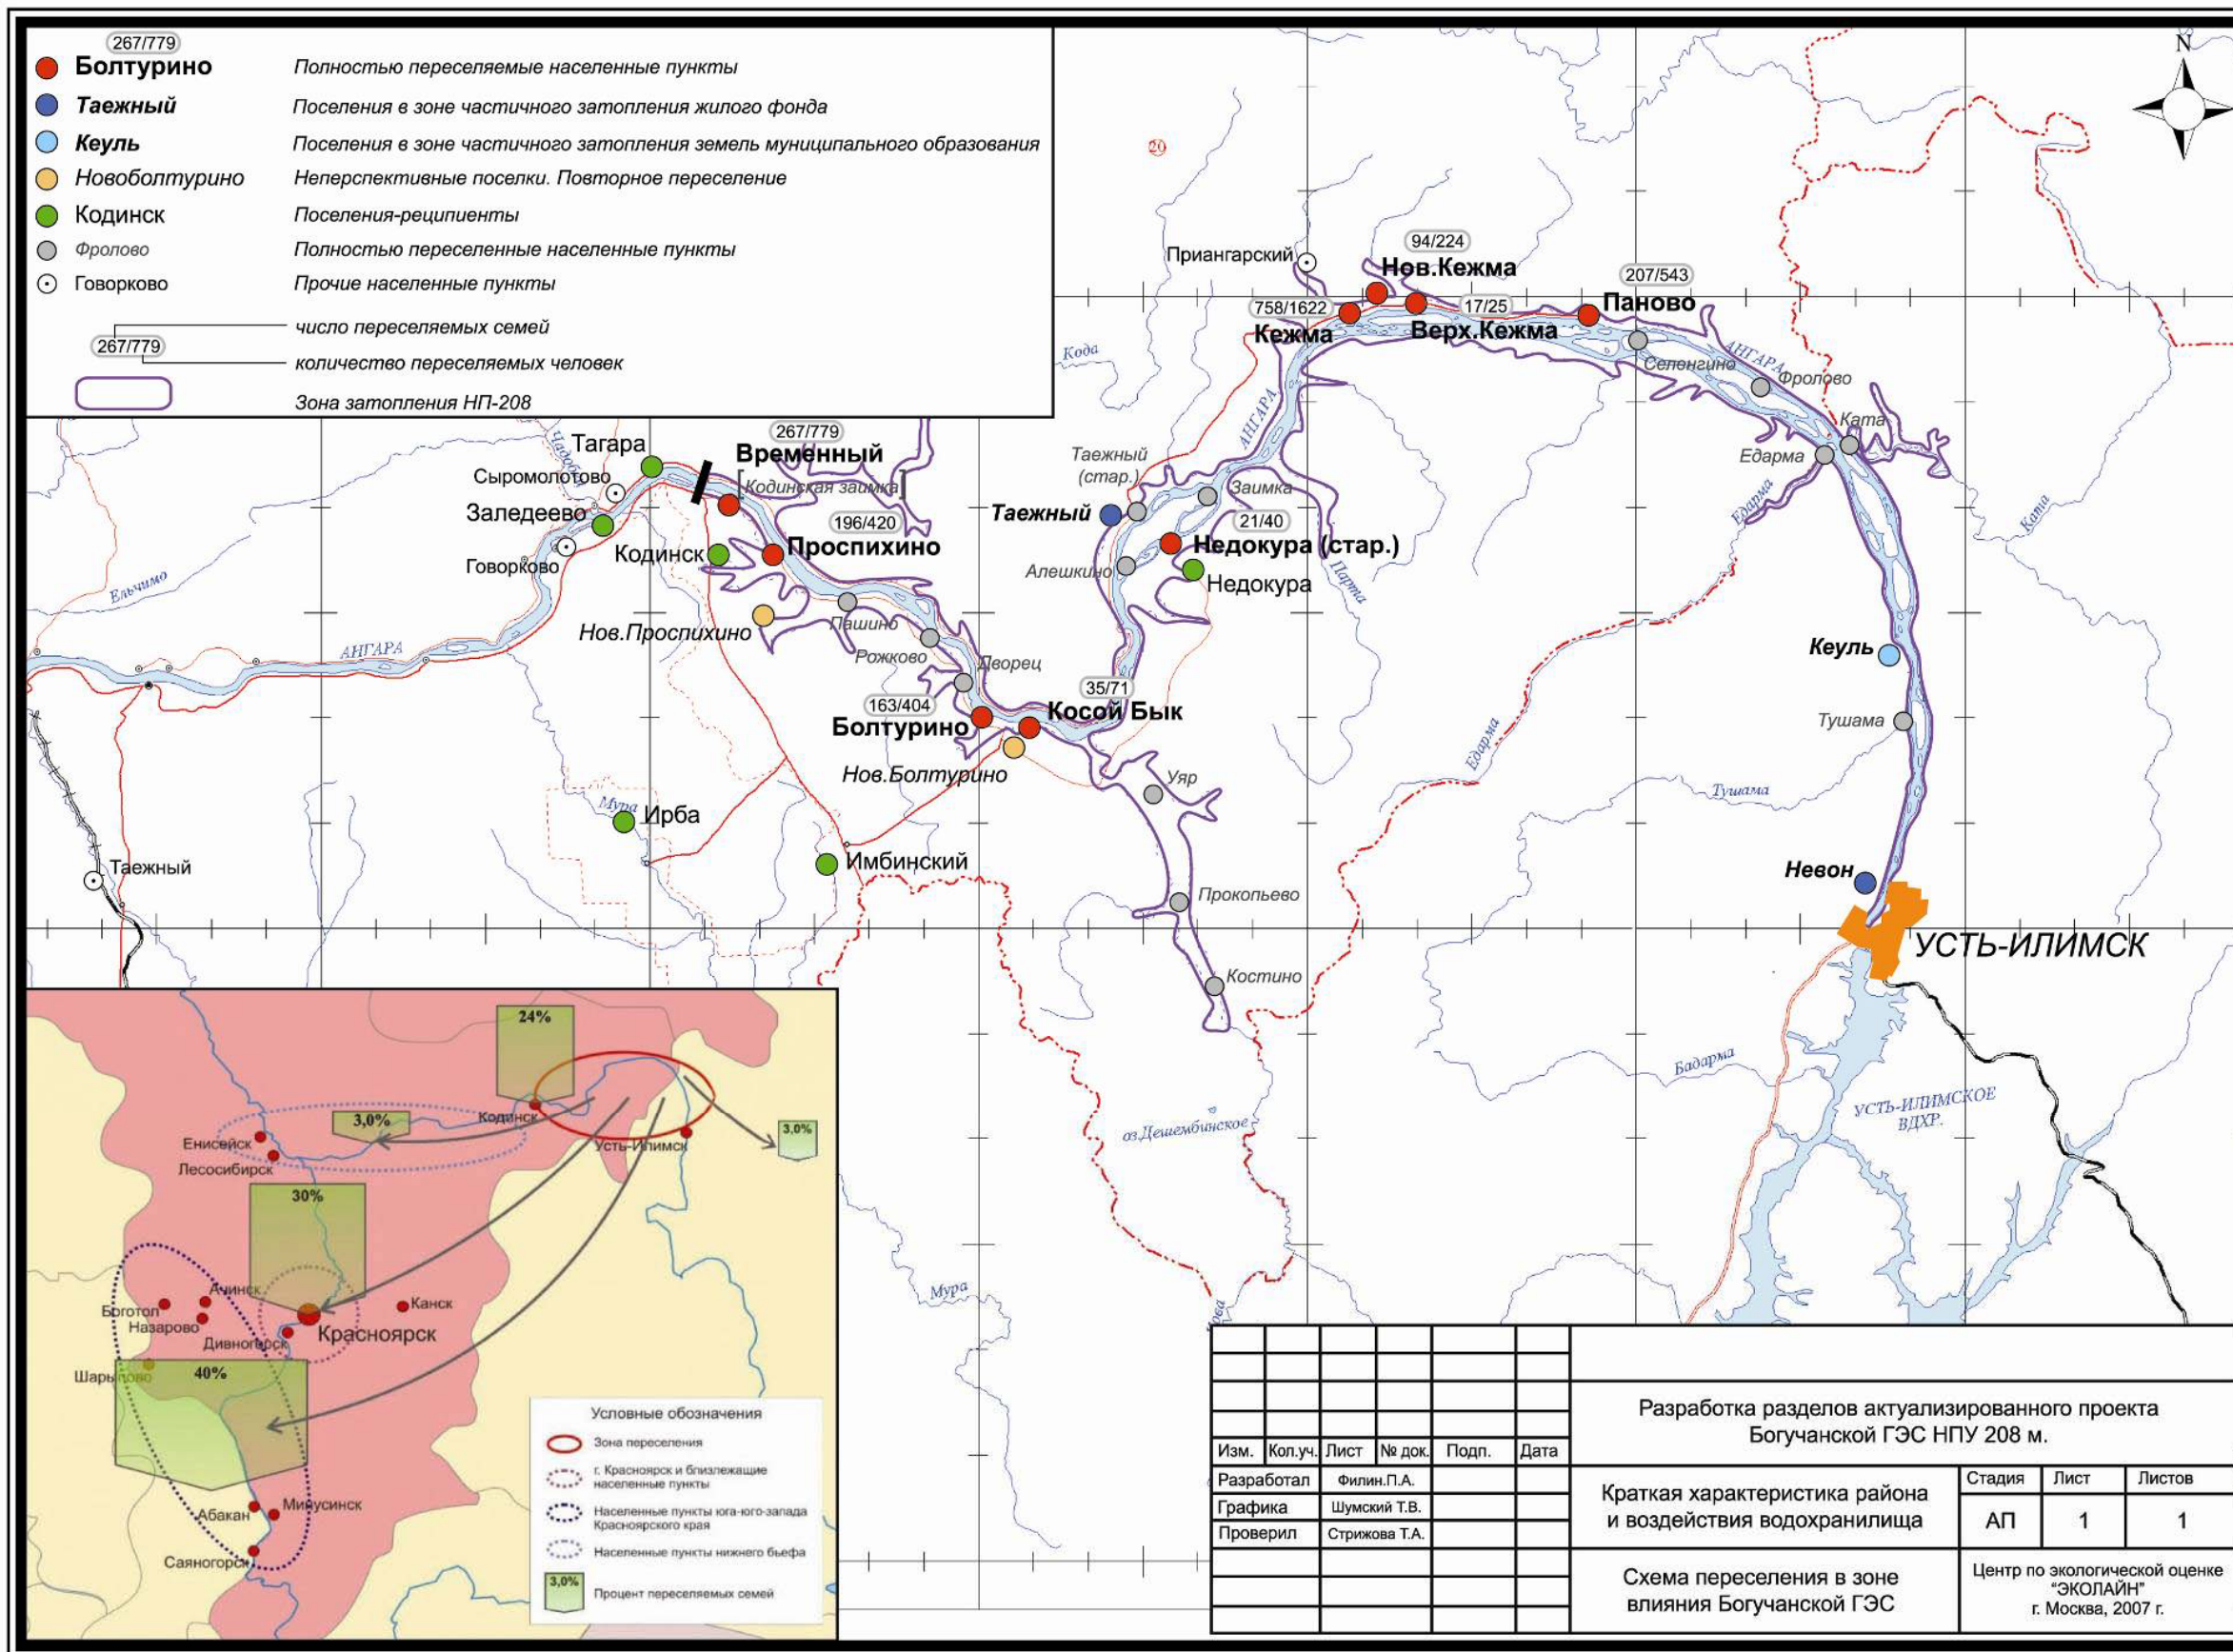 267/779
Болтурино
Полностью переселяемые населенные пункты
Таежный
Поселения в зоне частичного затопления жилого фонда
Кеуль
Поселения в зоне частичного затопления земель муниципального образования
Новоболтурино
Неперспективные поселки. Повторное переселение
Кодинск
Поселения-реципиенты
Фролово
Полностью переселенные населенные пункты
Говорково
Прочие населенные пункты
число переселяемых семей
267/779
количество переселяемых человек
Зона затопления НП-208
N
20
Приангарский
94/224
Нов.Кежма
207/543
758/1622
17/25
Паново
Кежма
Верх.Кежма
Кода
АНГАРА
Селенгино
Фролово
АНГАРА
Ката
Едарма
Едарма
Ката
Чадобец
Тагара
267/779
Временный
[Кодинская заимка]
Сыромолотово
Заледеево
196/420
Кодинск
Проспихино
Говорково
Ельчимо
Таежный
(стар.)
Заимка
Таежный
21/40
Недокура (стар.)
Алешкино
Недокура
Парта
Нов.Проспихино
Пашино
АНГАРА
Рожково
Дворец
Кеуль
35/71
163/404
Косой Бык
Болтурино
Тушама
Едарма
Нов.Болтурино
Уяр
Тушама
Мура
Ирба
Имбинский
Таежный
Невон
Прокопьево
УСТЬ-ИЛИМСК
Костино
Бадарма
оз.Дешембинское
УСТЬ-ИЛИМСКОЕ
ВДХР.
Мура
24%
3,0%
Кодинск
3,0%
Енисейск
Усть-Илимск
Лесосибирск
30%
Ачинск
Боготол
Канск
Назарово
Красноярск
Дивногорск
Шарыпово
40%
Абакан
Минусинск
Саяногорск
Условные обозначения
Зона переселения
г. Красноярск и близлежащие
населенные пункты
Населенные пункты юга-юго-запада
Красноярского края
Населенные пункты нижнего бьефа
3,0%
Процент переселяемых семей
Разработка разделов актуализированного проекта
Богучанской ГЭС НПУ 208 м.
Изм. Кол.уч. Лист № док. Подп. Дата
Разработал Филин.П.А.
Графика Шумский Т.В.
Проверил Стрижова Т.А.
Краткая характеристика района
и воздействия водохранилища
Стадия Лист Листов
АП 1 1
Схема переселения в зоне
влияния Богучанской ГЭС
Центр по экологической оценке
"ЭКОЛАЙН"
г. Москва, 2007 г.